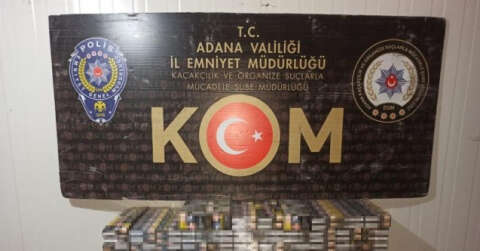 T.C.
ADANA VALİLİĞİ
İL EMNİYET MÜDÜRLÜĞÜ
KAÇAKÇILIK VE ORGANİZE SUÇLARLA
MÜCADELE ŞUBE MÜDÜRLÜĞÜ
POLİS
KOM